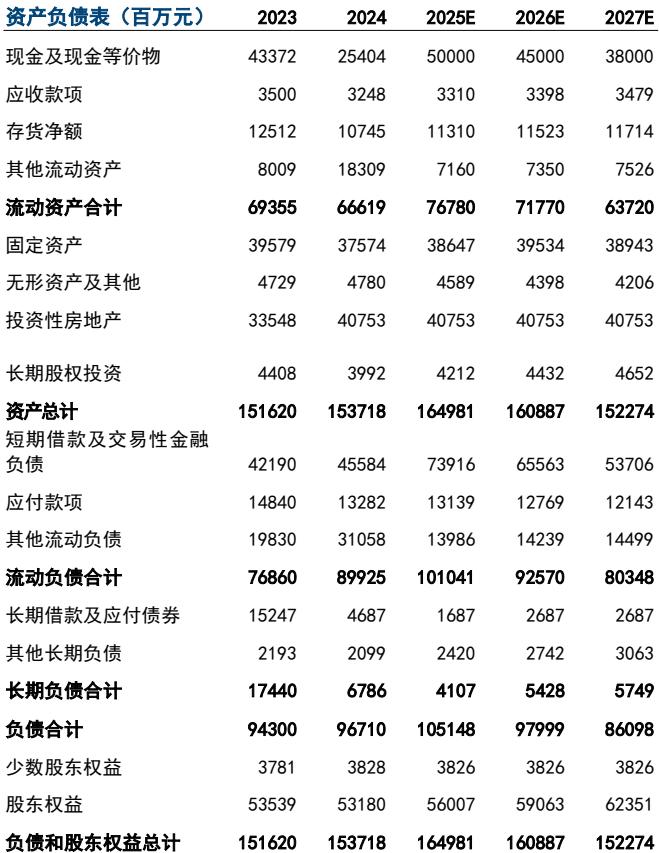 资产负债表（百万元） 2023 2024 2025E 2026E 2027E
现金及现金等价物 43372 25404 50000 45000 38000
应收款项 3500 3248 3310 3398 3479
存货净额 12512 10745 11310 11523 11714
其他流动资产 8009 18309 7160 7350 7526
流动资产合计 69355 66619 76780 71770 63720
固定资产 39579 37574 38647 39534 38943
无形资产及其他 4729 4780 4589 4398 4206
投资性房地产 33548 40753 40753 40753 40753
长期股权投资 4408 3992 4212 4432 4652
资产总计 151620 153718 164981 160887 152274
短期借款及交易性金融
负债 42190 45584 73916 65563 53706
应付款项 14840 13282 13139 12769 12143
其他流动负债 19830 31058 13986 14239 14499
流动负债合计 76860 89925 101041 92570 80348
长期借款及应付债券 15247 4687 1687 2687 2687
其他长期负债 2193 2099 2420 2742 3063
长期负债合计 17440 6786 4107 5428 5749
负债合计 94300 96710 105148 97999 86098
少数股东权益 3781 3828 3826 3826 3826
股东权益 53539 53180 56007 59063 62351
负债和股东权益总计 151620 153718 164981 160887 152274